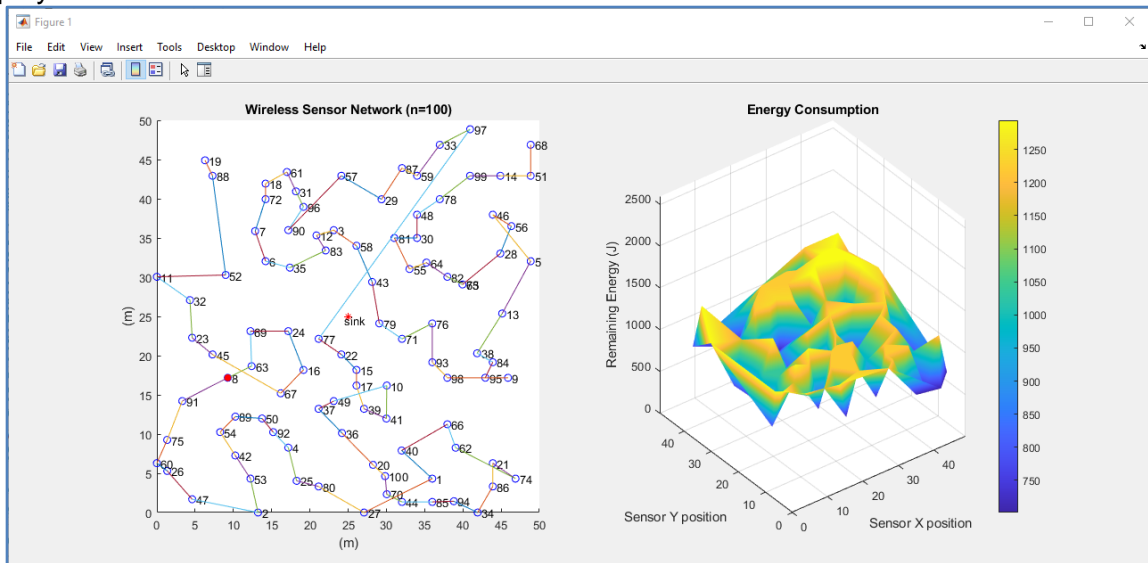 Figure 1
File Edit View Insert Tools Desktop Window Help
Wireless Sensor Network (n=100)
50
45
40
35
30
25
20
15
10
5
0
(m)
97
33 68
19
87
61 88 57 59 99 14 51
18
31
72 29 78
96
48 46
56
7 90 12 3 81 30
58
83 28
6 35 55 64 5
82
11 52 43 65
32
13
sink
79 76
69 24
23 77 71
45 22 38
63 16 15 93 84
8 98 95 9
17 10
67
91 49
37 39
89 50 41
66
54 92 36
75
4 62
40
42
60 20 21
26
53 100 1 74
25 80 86
70
47 44 85 94
2 27 34
0 5 10 15 20 25 30 35 40 45 50
(m)
Energy Consumption
2500
2000
1500
1000
500
0
Remaining Energy (J)
40
30
20
10
0
Sensor Y position
0
10
20
30
40
Sensor X position
1250
1200
1150
1100
1050
1000
950
900
850
800
750